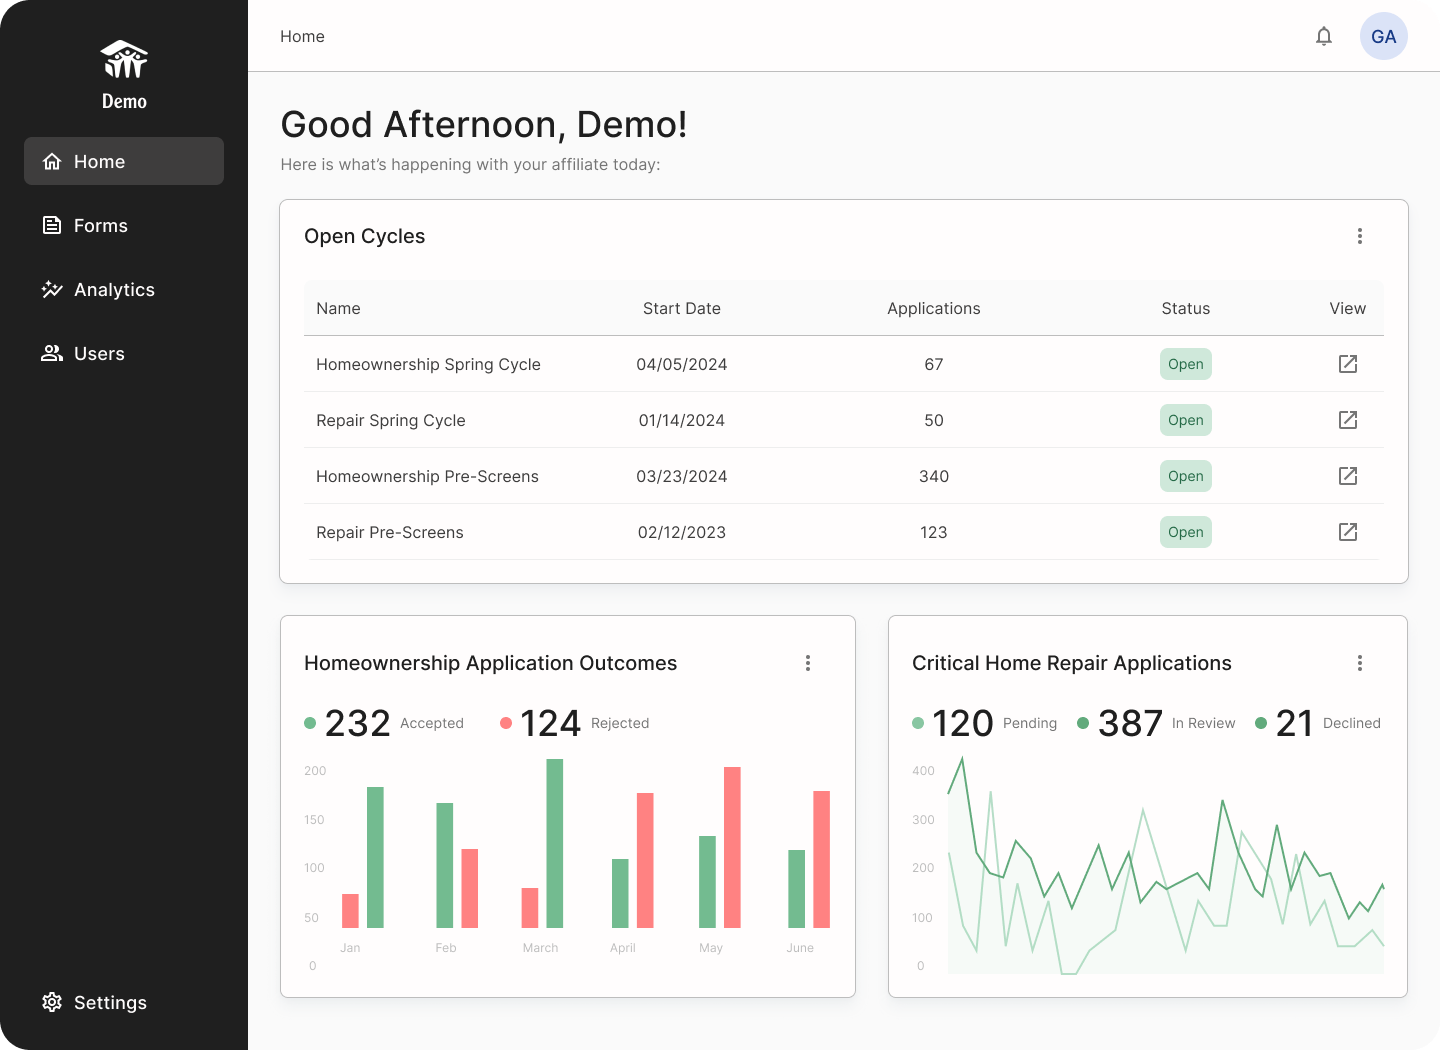 Home
GA
Demo
Home
Forms
Analytics
Users
Settings
Good Afternoon, Demo!
Here is what’s happening with your affiliate today:
Open Cycles
Name Start Date Applications Status View
Homeownership Spring Cycle 04/05/2024 67 Open
Repair Spring Cycle 01/14/2024 50 Open
Homeownership Pre-Screens 03/23/2024 340 Open
Repair Pre-Screens 02/12/2023 123 Open
Homeownership Application Outcomes
232 Accepted 124 Rejected
200
150
100
50
Jan Feb March April May June
0
Critical Home Repair Applications
120 Pending 387 In Review 21 Declined
400
300
200
100
0